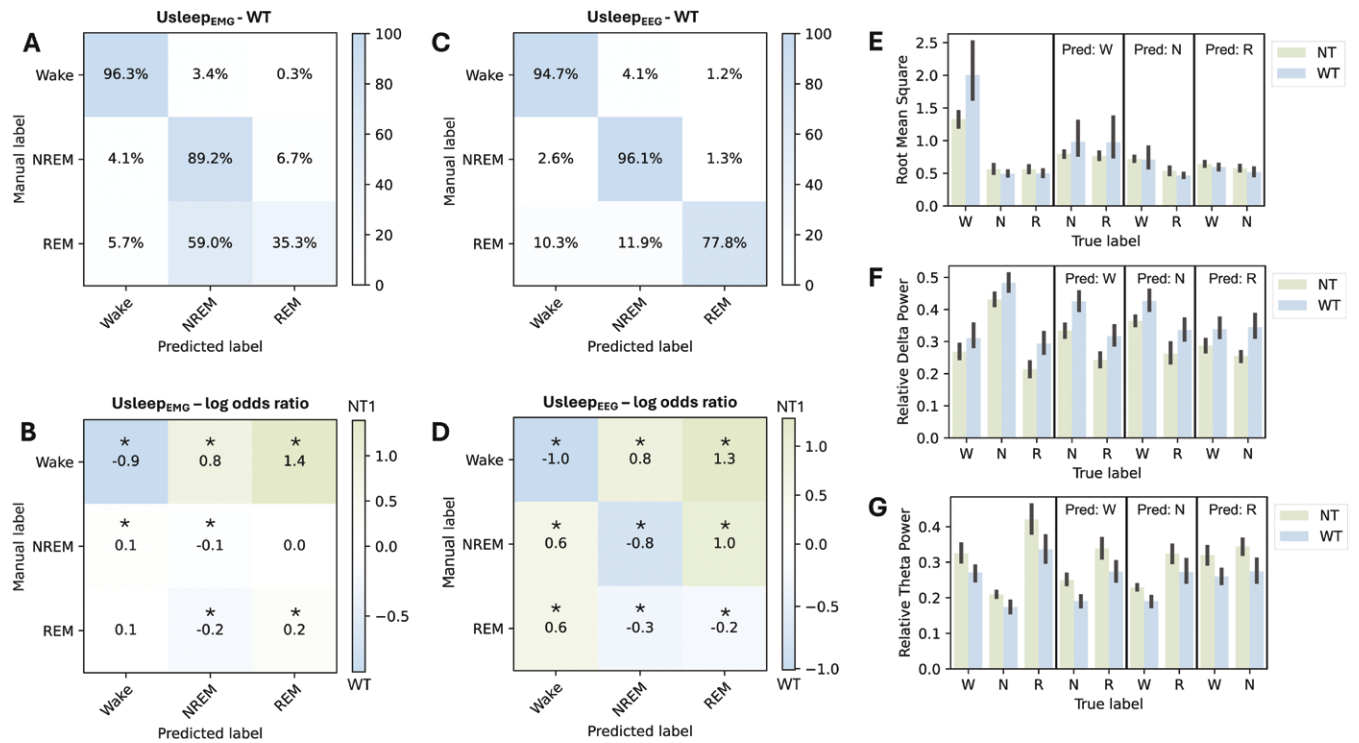 A
Usleep_EMG - WT
Manual label
Wake
NREM
REM
96.3% 3.4% 0.3%
4.1% 89.2% 6.7%
5.7% 59.0% 35.3%
Wake NREM REM
Predicted label
100
80
60
40
20
0
C
Usleep_EEG - WT
Manual label
Wake
NREM
REM
94.7% 4.1% 1.2%
2.6% 96.1% 1.3%
10.3% 11.9% 77.8%
Wake NREM REM
Predicted label
100
80
60
40
20
0
B
Usleep_EMG – log odds ratio
Manual label
Wake
NREM
REM
* * *
-0.9 0.8 1.4
* *
0.1 -0.1 0.0
* *
0.1 -0.2 0.2
Wake NREM REM
Predicted label
NT1
1.0
0.5
0.0
−0.5
WT
D
Usleep_EEG – log odds ratio
Manual label
Wake
NREM
REM
* * *
-1.0 0.8 1.3
* * *
0.6 -0.8 1.0
* * *
0.6 -0.3 -0.2
Wake NREM REM
Predicted label
NT1
1.0
0.5
0.0
−0.5
−1.0
WT
E
Root Mean Square
2.5
2.0
1.5
1.0
0.5
0.0
Pred: W Pred: N Pred: R
W N R N R W R W N
True label
NT
WT
F
Relative Delta Power
0.5
0.4
0.3
0.2
0.1
0.0
Pred: W Pred: N Pred: R
W N R N R W R W N
True label
NT
WT
G
Relative Theta Power
0.4
0.3
0.2
0.1
0.0
Pred: W Pred: N Pred: R
W N R N R W R W N
True label
NT
WT